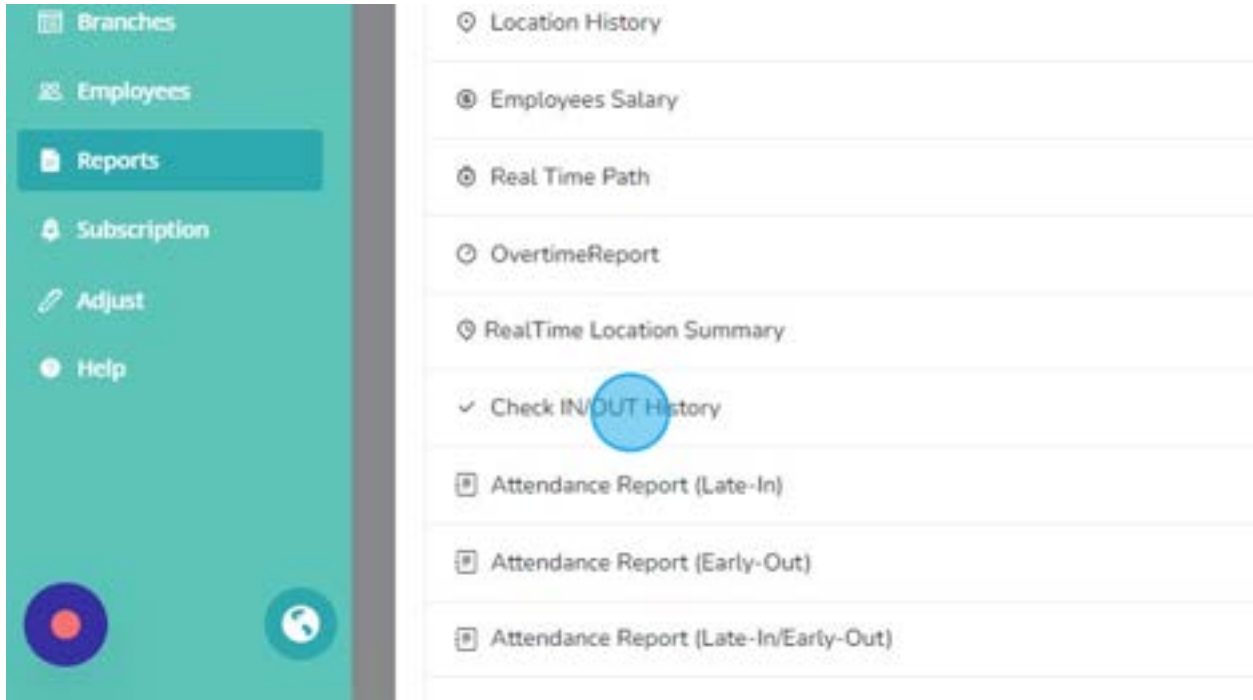 Branches
Employees
Reports
Subscription
Adjust
Help
Location History
Employees Salary
Real Time Path
OvertimeReport
RealTime Location Summary
Check IN/OUT History
Attendance Report (Late-In)
Attendance Report (Early-Out)
Attendance Report (Late-In/Early-Out)